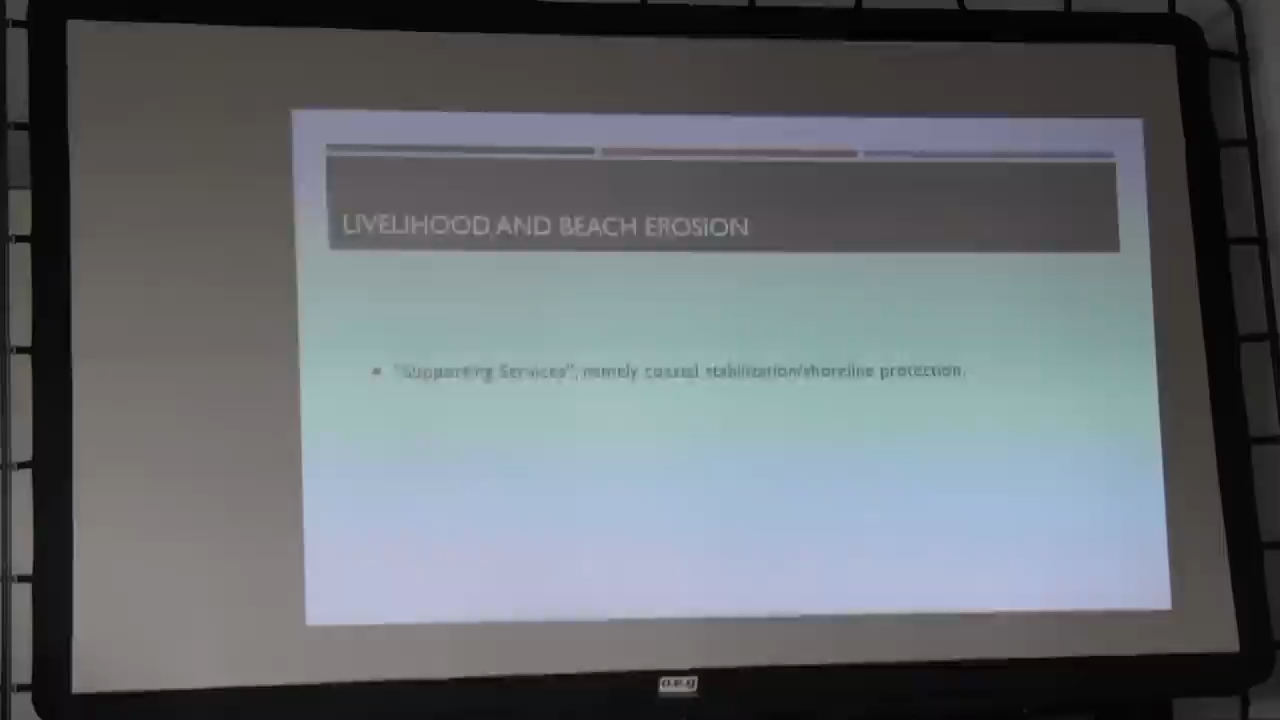 LIVELIHOOD AND BEACH EROSION
• "Supporting Services", namely coastal stabilization/shoreline protection.